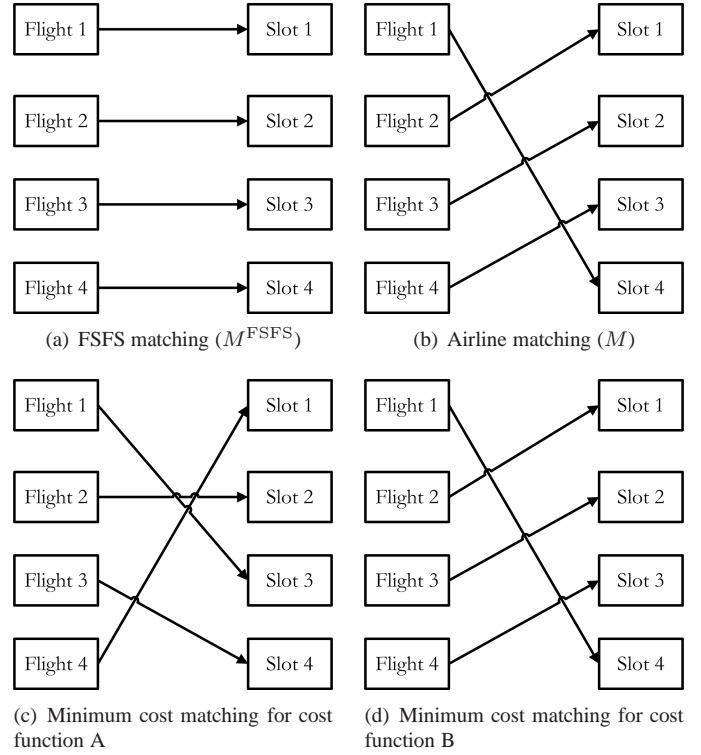 Flight 1
Slot 1
Flight 2
Slot 2
Flight 3
Slot 3
Flight 4
Slot 4
(a) FSFS matching (M^FSFS)
Flight 1
Slot 1
Flight 2
Slot 2
Flight 3
Slot 3
Flight 4
Slot 4
(b) Airline matching (M)
Flight 1
Slot 1
Flight 2
Slot 2
Flight 3
Slot 3
Flight 4
Slot 4
(c) Minimum cost matching for cost
function A
Flight 1
Slot 1
Flight 2
Slot 2
Flight 3
Slot 3
Flight 4
Slot 4
(d) Minimum cost matching for cost
function B